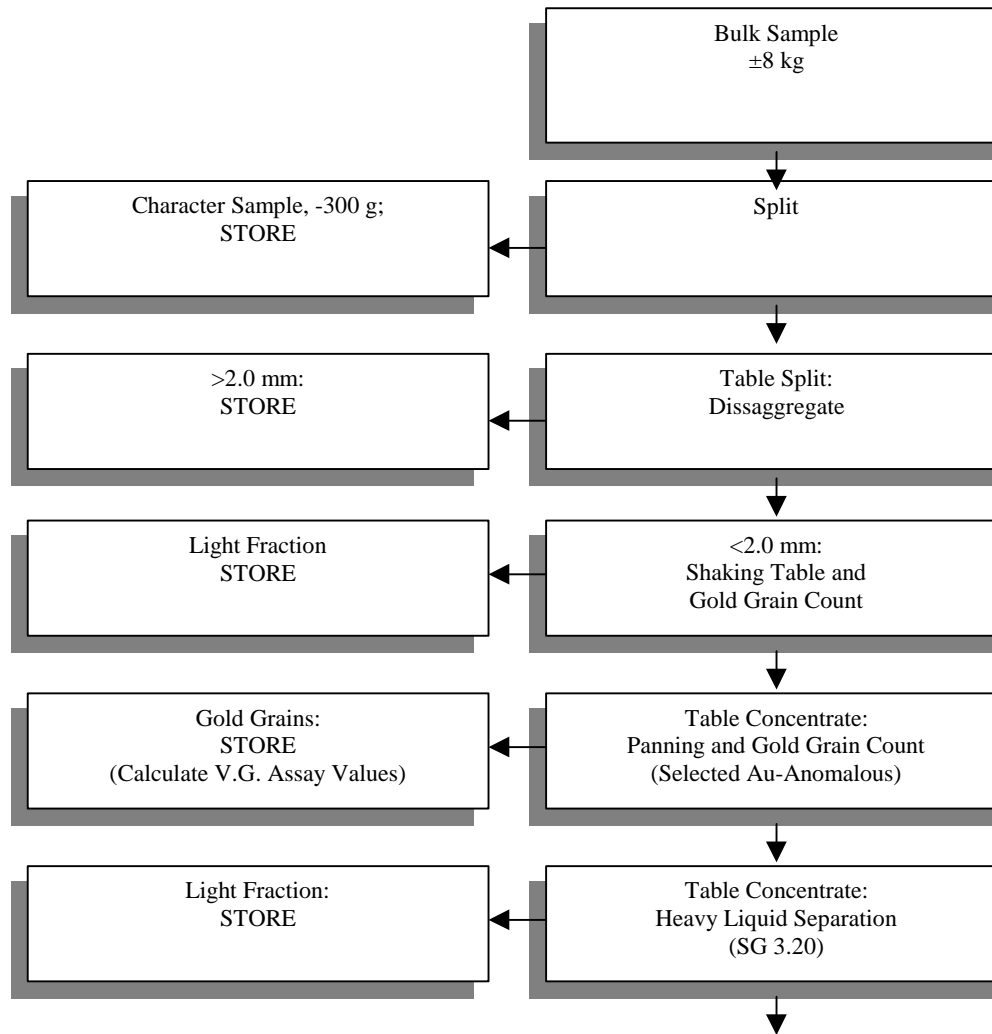 Bulk Sample
±8 kg
Character Sample, -300 g;
STORE
Split
>2.0 mm:
STORE
Table Split:
Dissaggregate
Light Fraction
STORE
<2.0 mm:
Shaking Table and
Gold Grain Count
Gold Grains:
STORE
(Calculate V.G. Assay Values)
Table Concentrate:
Panning and Gold Grain Count
(Selected Au-Anomalous)
Light Fraction:
STORE
Table Concentrate:
Heavy Liquid Separation
(SG 3.20)